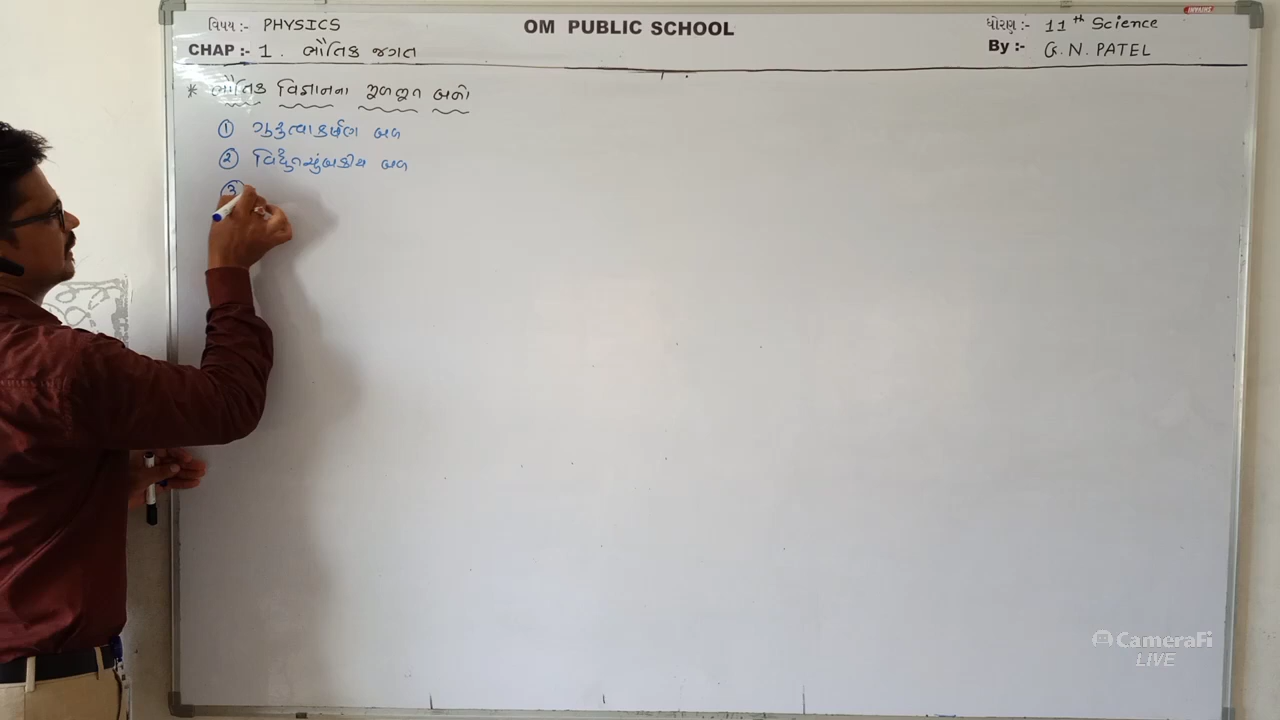 વિષય :- PHYSICS
OM PUBLIC SCHOOL
ધોરણ :- 11th Science
CHAP :- 1. ભૌતિક જગત
By :- G. N. PATEL
* ભૌતિક વિજ્ઞાનના મૂળભૂત બળો
① ગુરુત્વાકર્ષણ બળ
② વિદ્યુતચુંબકીય બળ
③
CameraFi
LIVE